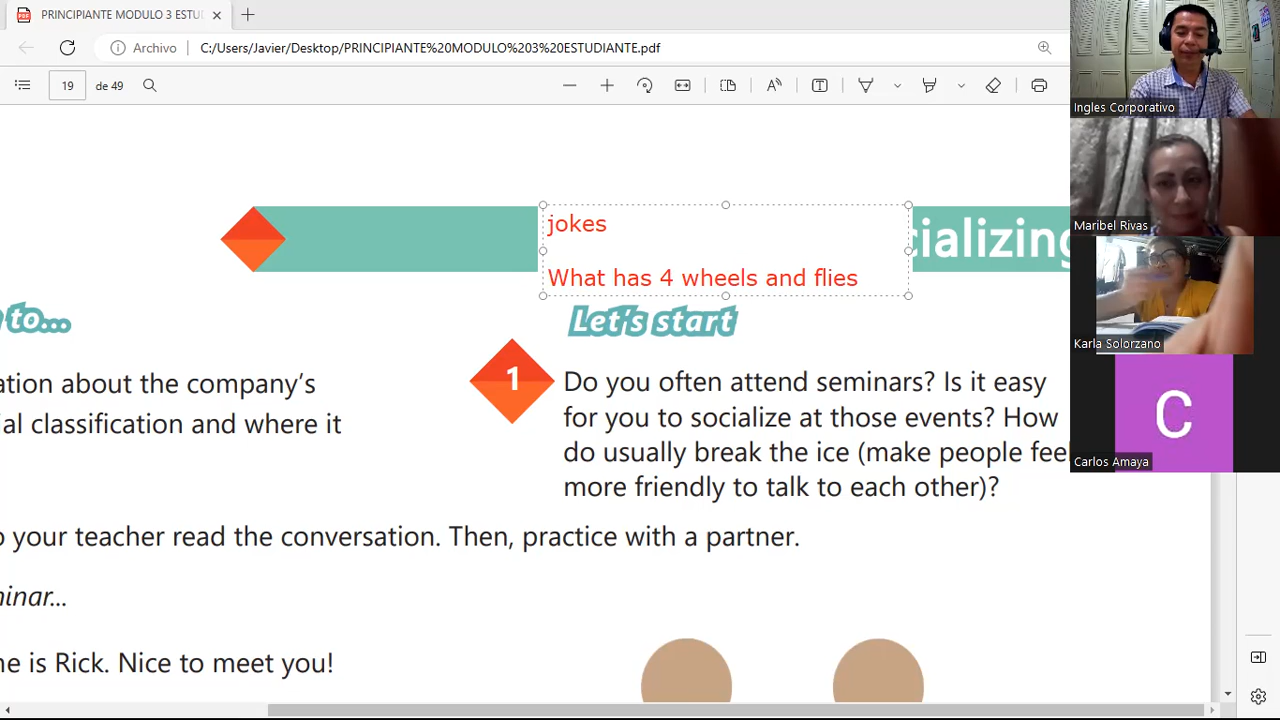 PRINCIPIANTE MODULO 3 ESTU
Archivo
C:/Users/Javier/Desktop/PRINCIPIANTE%20MODULO%203%20ESTUDIANTE.pdf
19
de 49
A
T
jokes
What has 4 wheels and flies
cializing
to...
Let's start
1
Do you often attend seminars? Is it easy
for you to socialize at those events? How
do usually break the ice (make people feel
more friendly to talk to each other)?
ation about the company's
ial classification and where it
o your teacher read the conversation. Then, practice with a partner.
minar...
ne is Rick. Nice to meet you!
Ingles Corporativo
Maribel Rivas
Karla Solorzano
C
Carlos Amaya